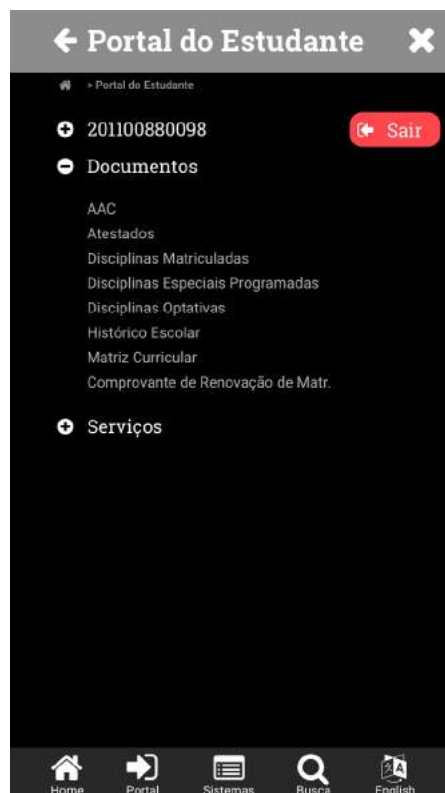 Portal do Estudante
> Portal do Estudante
201100880098
Sair
Documentos
AAC
Atestados
Disciplinas Matriculadas
Disciplinas Especiais Programadas
Disciplinas Optativas
Histórico Escolar
Matriz Curricular
Comprovante de Renovação de Matr.
Serviços
Home Portal Sistemas Busca English